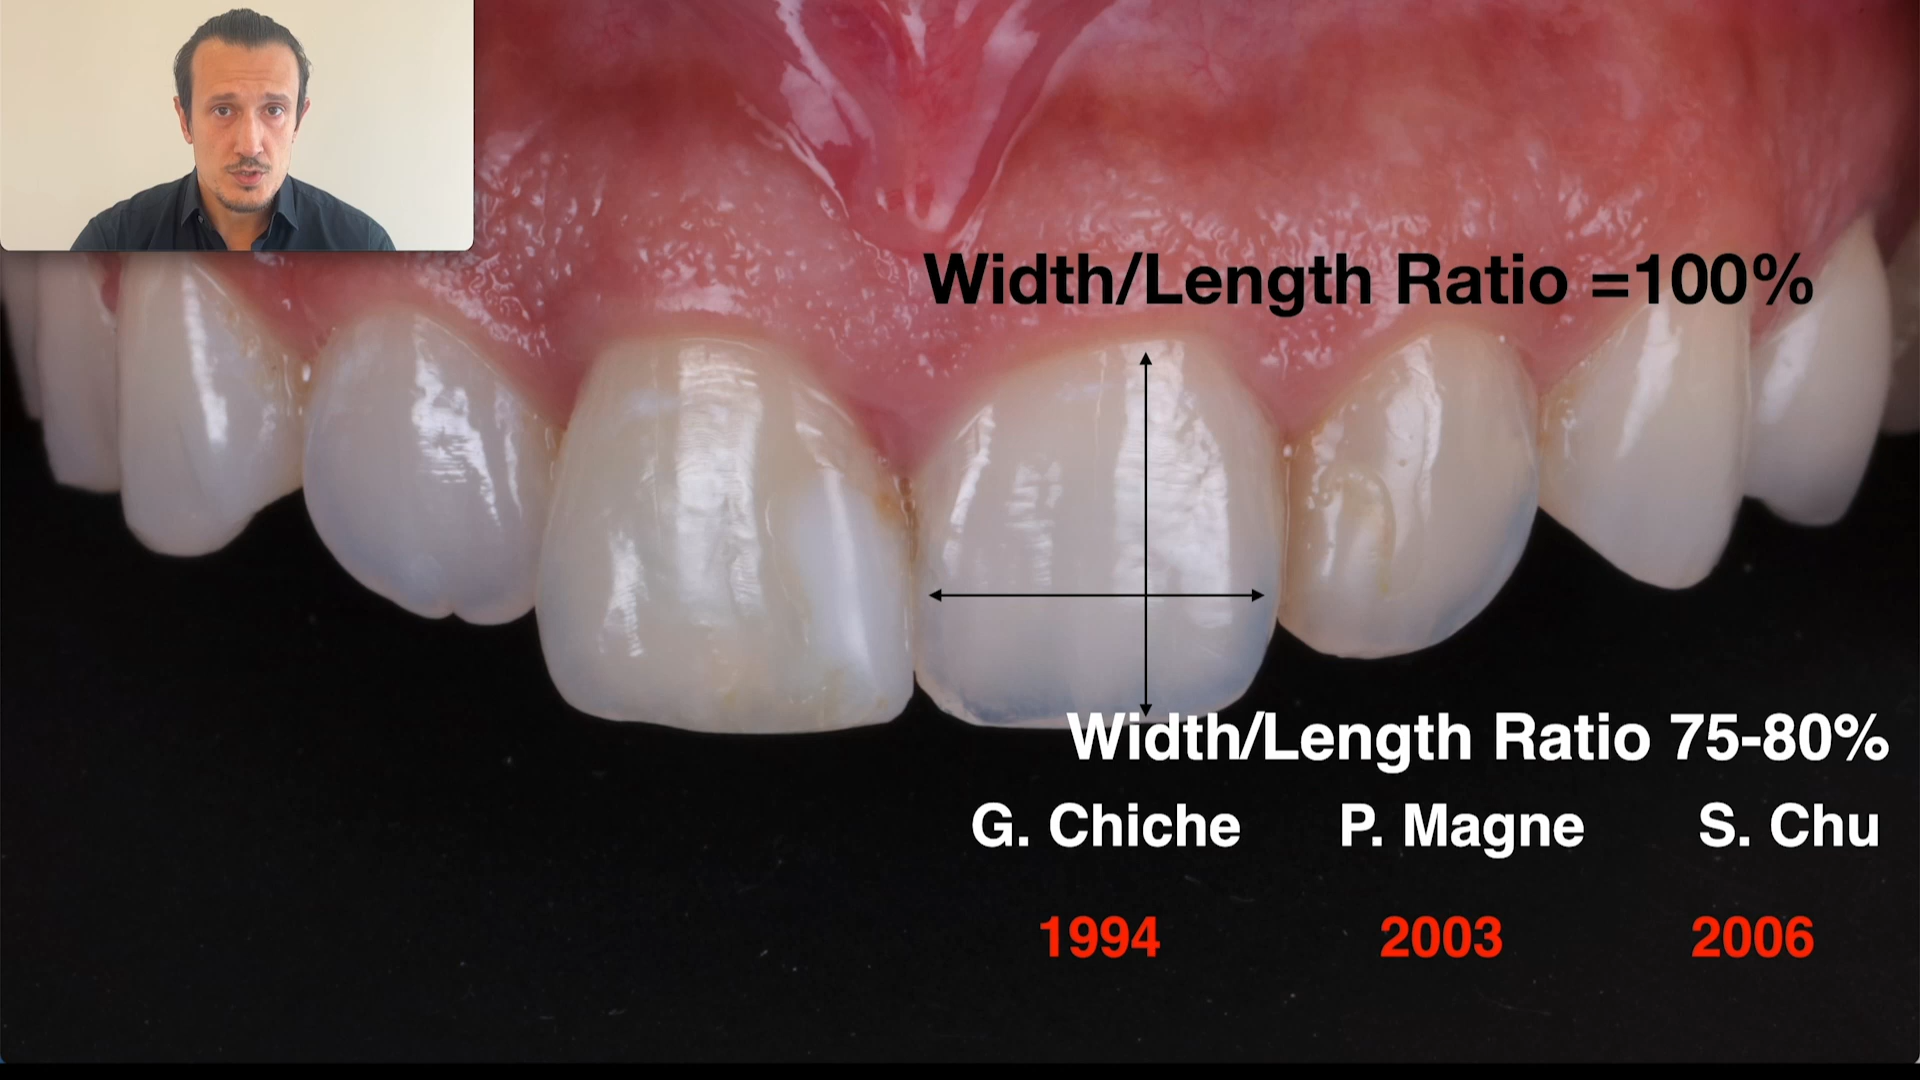 Width/Length Ratio =100%
Width/Length Ratio 75-80%
G. Chiche P. Magne S. Chu
1994 2003 2006